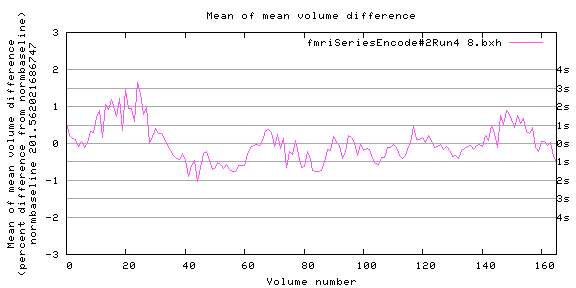 Mean of mean volume difference
fmriSeriesEncode#2Run4 8.bxh
Mean of mean volume difference
(percent difference from normbaseline)
normbaseline 201.562021686747
3
2
1
0
-1
-2
-3
4s
3s
2s
1s
0s
1s
2s
3s
4s
0 20 40 60 80 100 120 140 160
Volume number